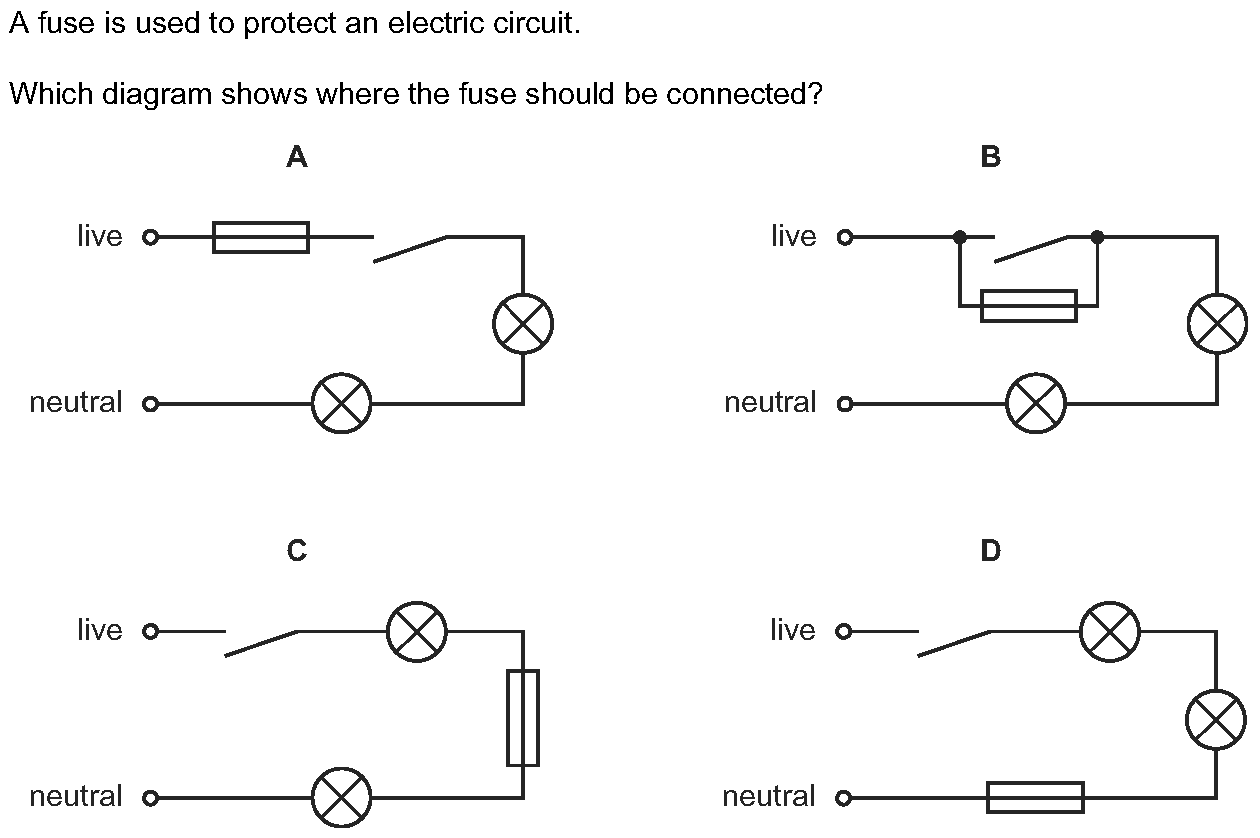 A fuse is used to protect an electric circuit.
Which diagram shows where the fuse should be connected?
A
live
neutral
B
live
neutral
C
live
neutral
D
live
neutral